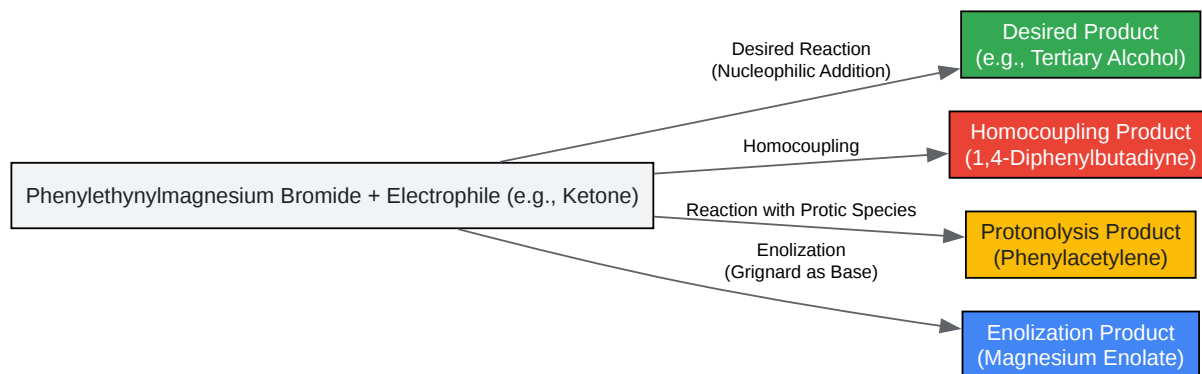 Phenylethynylmagnesium Bromide + Electrophile (e.g., Ketone)
Desired Reaction
(Nucleophilic Addition)
Desired Product
(e.g., Tertiary Alcohol)
Homocoupling
Homocoupling Product
(1,4-Diphenylbutadiyne)
Reaction with Protic Species
Protonolysis Product
(Phenylacetylene)
Enolization
(Grignard as Base)
Enolization Product
(Magnesium Enolate)